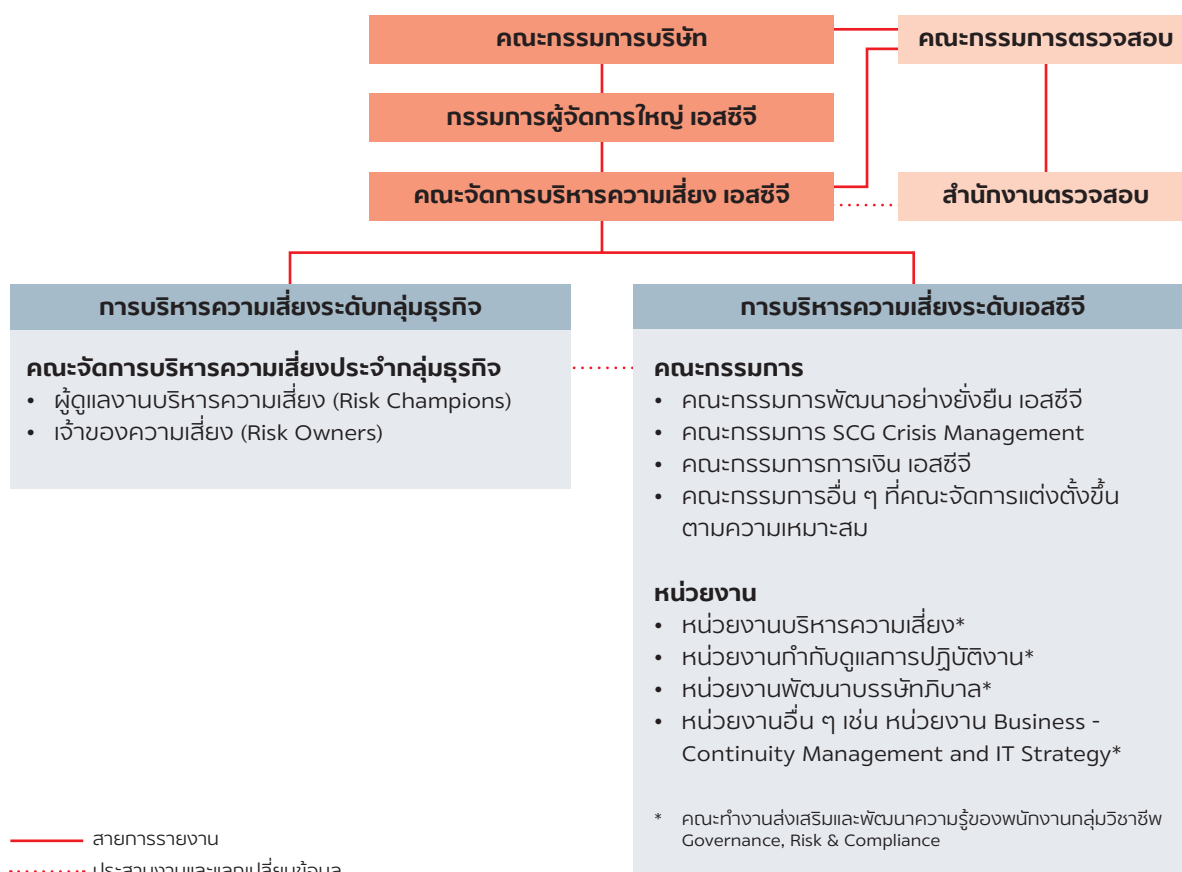 คณะกรรมการบริษัท
คณะกรรมการตรวจสอบ
กรรมการผู้จัดการใหญ่ เอสซีจี
คณะจัดการบริหารความเสี่ยง เอสซีจี
สำนักงานตรวจสอบ
การบริหารความเสี่ยงระดับกลุ่มธุรกิจ
คณะจัดการบริหารความเสี่ยงประจำกลุ่มธุรกิจ
• ผู้ดูแลงานบริหารความเสี่ยง (Risk Champions)
• เจ้าของความเสี่ยง (Risk Owners)
การบริหารความเสี่ยงระดับเอสซีจี
คณะกรรมการ
• คณะกรรมการพัฒนาอย่างยั่งยืน เอสซีจี
• คณะกรรมการ SCG Crisis Management
• คณะกรรมการการเงิน เอสซีจี
• คณะกรรมการอื่น ๆ ที่คณะจัดการแต่งตั้งขึ้น
ตามความเหมาะสม
หน่วยงาน
• หน่วยงานบริหารความเสี่ยง*
• หน่วยงานกำกับดูแลการปฏิบัติงาน*
• หน่วยงานพัฒนาบรรษัทภิบาล*
• หน่วยงานอื่น ๆ เช่น หน่วยงาน Business -
Continuity Management and IT Strategy*
* คณะทำงานส่งเสริมและพัฒนาความรู้ของพนักงานกลุ่มวิชาชีพ
Governance, Risk & Compliance
สายการรายงาน
ประสานงานและแลกเปลี่ยนข้อมูล